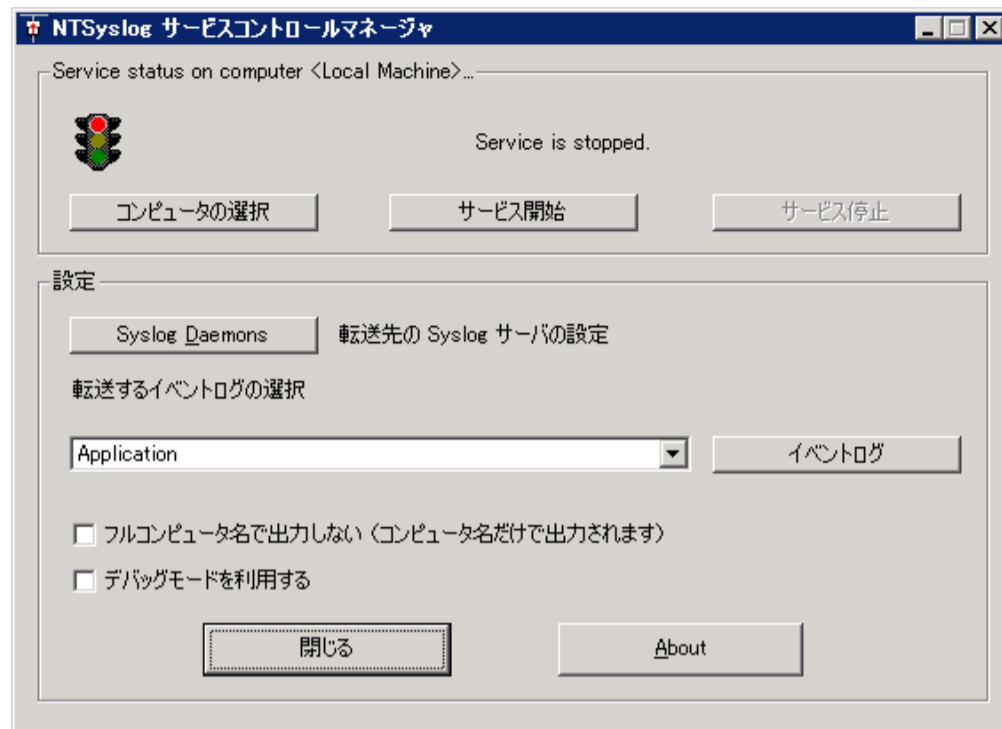 NTSyslog サービスコントロールマネージャ
Service status on computer <Local Machine>...
Service is stopped.
コンピュータの選択 サービス開始 サービス停止
設定
Syslog Daemons 転送先の Syslog サーバの設定
転送するイベントログの選択
Application イベントログ
フルコンピュータ名で出力しない（コンピュータ名だけで出力されます）
デバッグモードを利用する
閉じる About